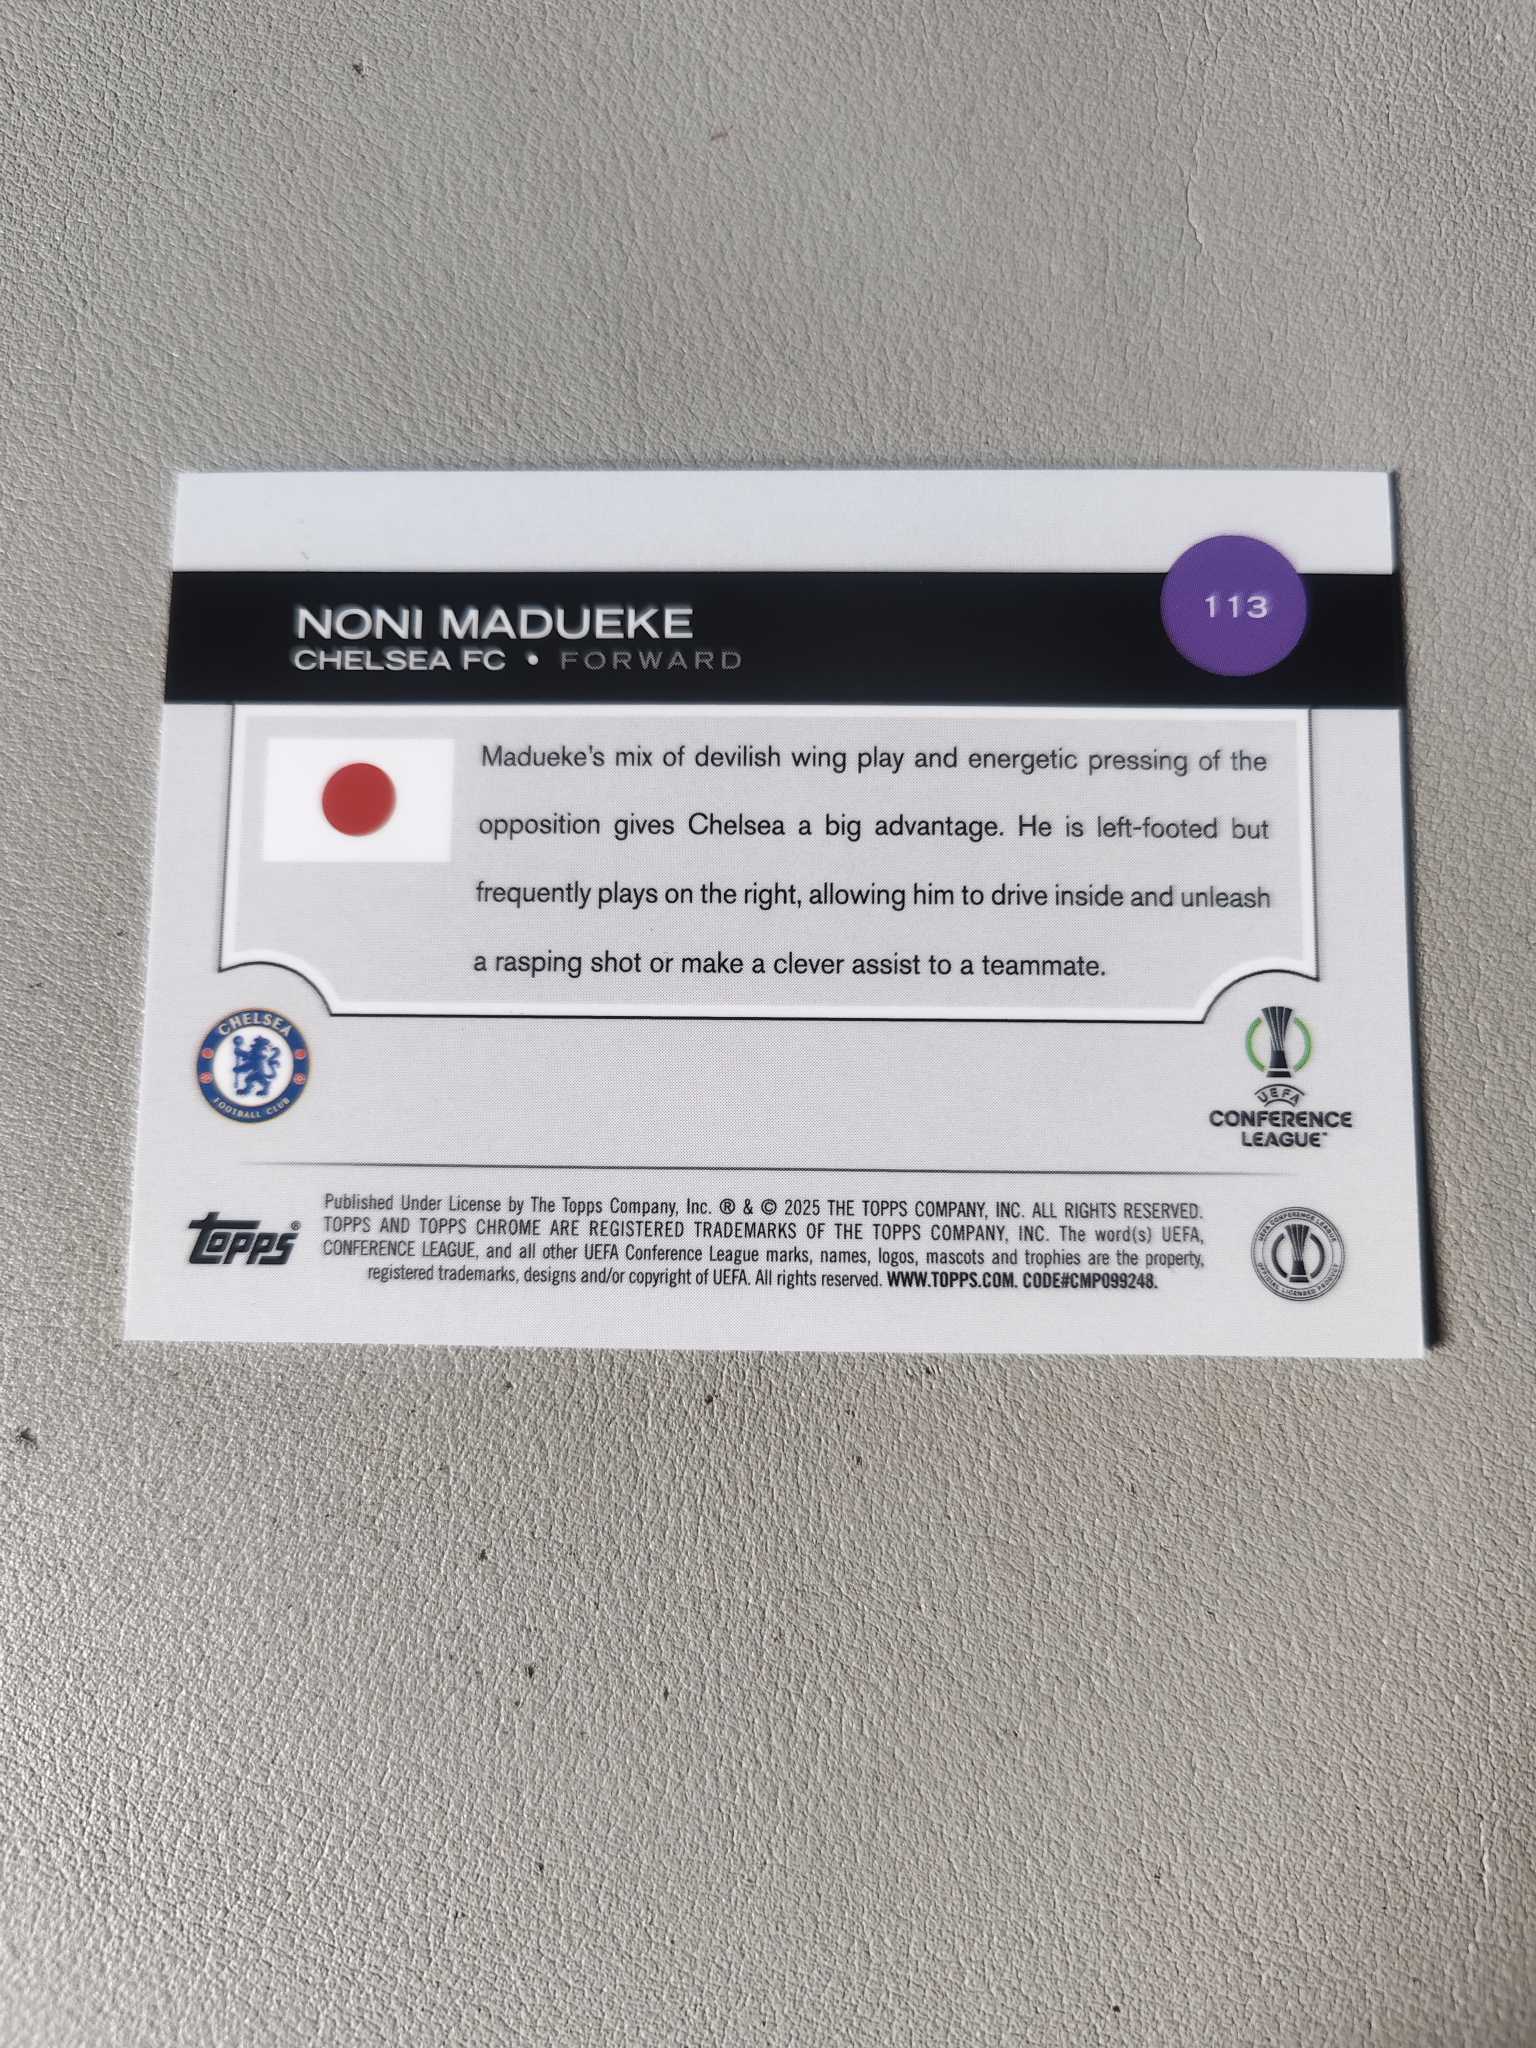 113
NONI MADUEKE
CHELSEA FC • FORWARD
Madueke's mix of devilish wing play and energetic pressing of the
opposition gives Chelsea a big advantage. He is left-footed but
frequently plays on the right, allowing him to drive inside and unleash
a rasping shot or make a clever assist to a teammate.
CHELSEA
FOOTBALL CLUB
UEFA
CONFERENCE
LEAGUE™
Topps®
Published Under License by The Topps Company, Inc. ® & © 2025 THE TOPPS COMPANY, INC. ALL RIGHTS RESERVED.
TOPPS AND TOPPS CHROME ARE REGISTERED TRADEMARKS OF THE TOPPS COMPANY, INC. The word(s) UEFA,
CONFERENCE LEAGUE, and all other UEFA Conference League marks, names, logos, mascots and trophies are the property,
registered trademarks, designs and/or copyright of UEFA. All rights reserved. WWW.TOPPS.COM. CODE#CMP099248.
UEFA CONFERENCE LEAGUE
OFFICIAL LICENSED PRODUCT